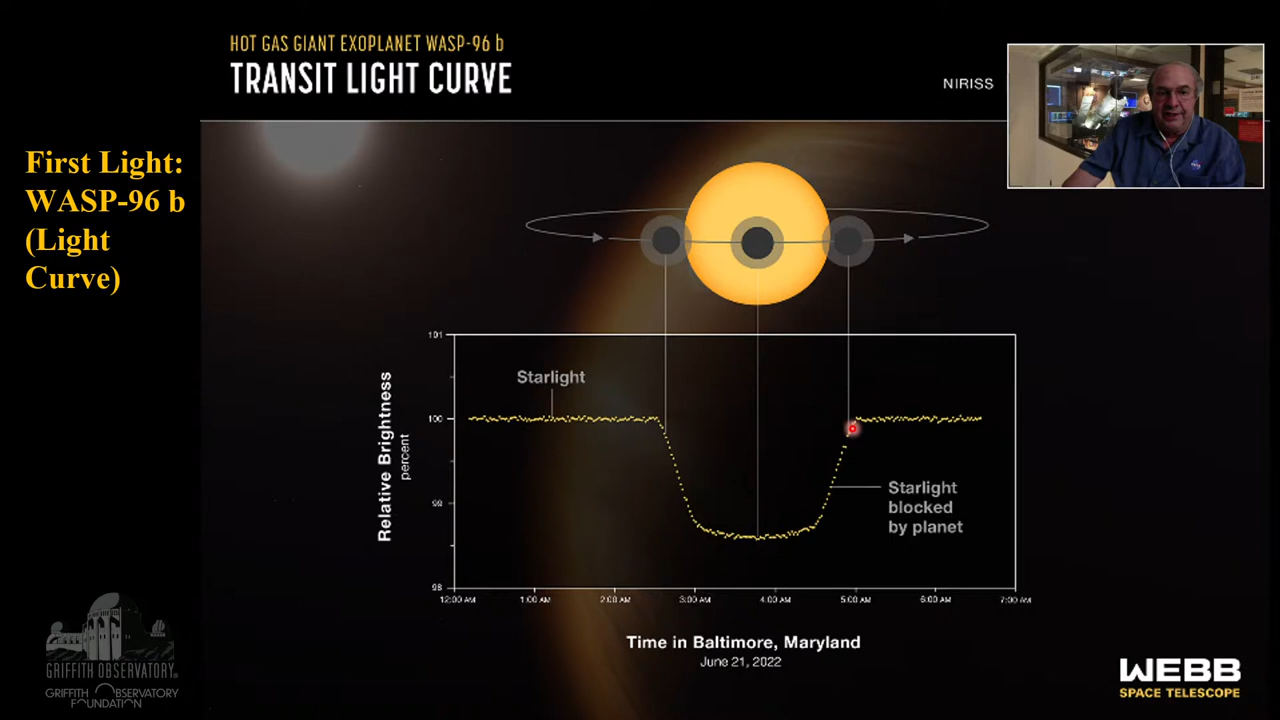 HOT GAS GIANT EXOPLANET WASP-96 b
TRANSIT LIGHT CURVE
NIRISS
First Light:
WASP-96 b
(Light
Curve)
101
100
99
98
Relative Brightness
percent
Starlight
Starlight
blocked
by planet
12:00 AM 1:00 AM 2:00 AM 3:00 AM 4:00 AM 5:00 AM 6:00 AM 7:00 AM
Time in Baltimore, Maryland
June 21, 2022
GRIFFITH OBSERVATORY
GRIFFITH OBSERVATORY
FOUNDATION
WEBB
SPACE TELESCOPE